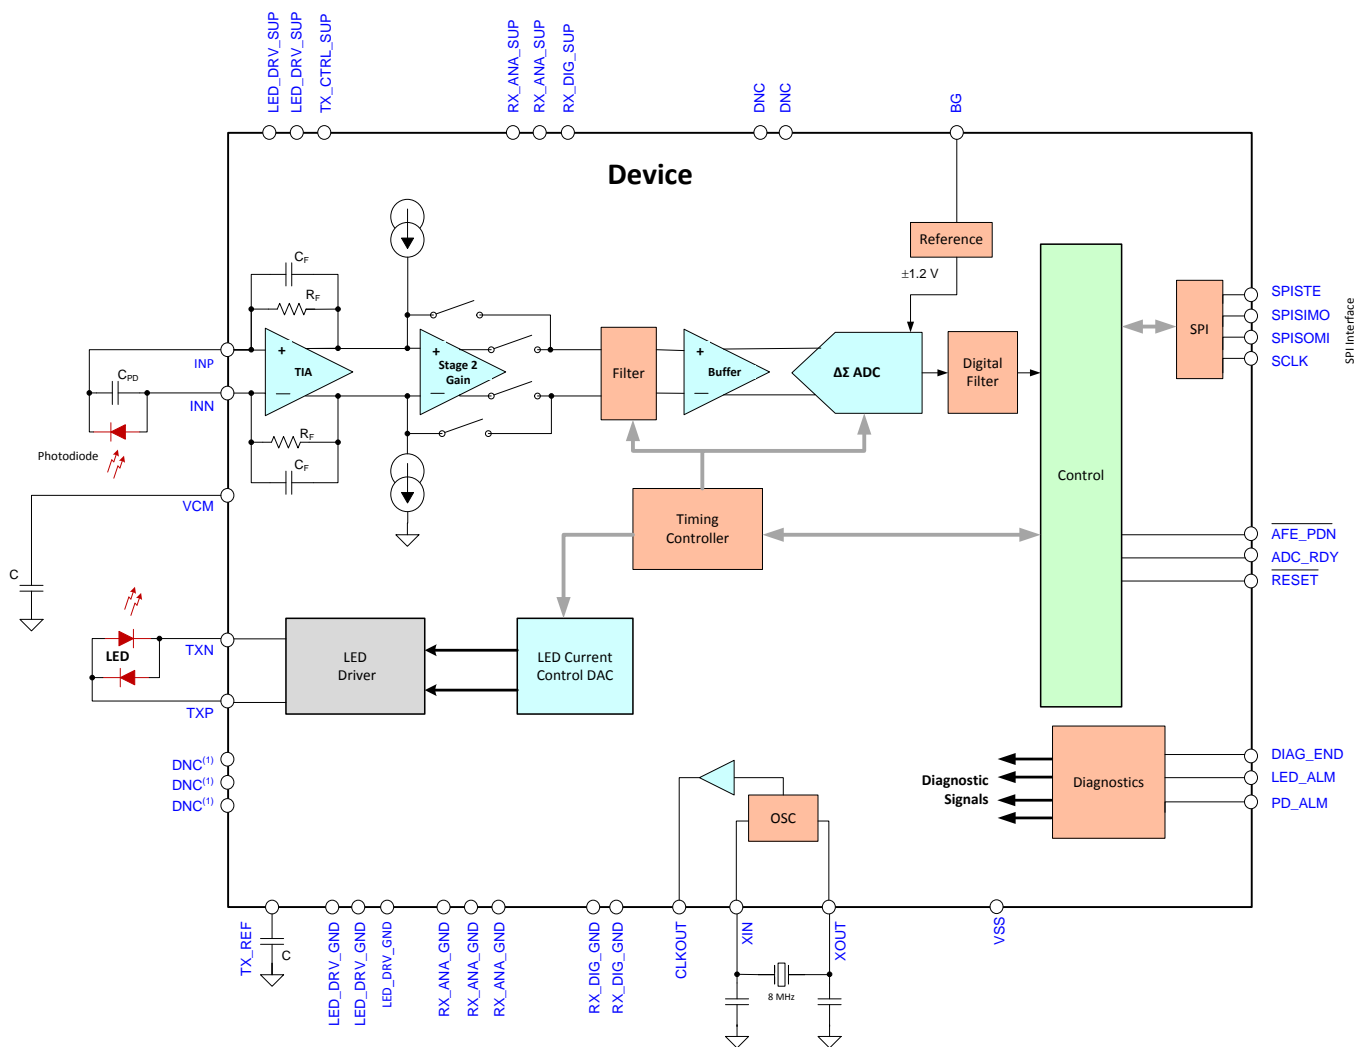 LED_DRV_SUP
LED_DRV_SUP
TX_CTRL_SUP
RX_ANA_SUP
RX_ANA_SUP
RX_DIG_SUP
DNC
DNC
BG
Device
Reference
±1.2 V
CF
RF
TIA
Stage 2
Gain
Filter
Buffer
ΔΣ ADC
Digital
Filter
Control
SPI
SPISTE
SPISIMO
SPISOMI
SCLK
SPI Interface
INP
CPD
INN
Photodiode
RF
CF
VCM
C
Timing
Controller
AFE_PDN
ADC_RDY
RESET
TXN
LED
TXP
LED
Driver
LED Current
Control DAC
DNC(1)
DNC(1)
DNC(1)
Diagnostic
Signals
Diagnostics
DIAG_END
LED_ALM
PD_ALM
OSC
TX_REF
C
LED_DRV_GND
LED_DRV_GND
LED_DRV_GND
RX_ANA_GND
RX_ANA_GND
RX_ANA_GND
RX_DIG_GND
RX_DIG_GND
CLKOUT
XIN
XOUT
VSS
8 MHz